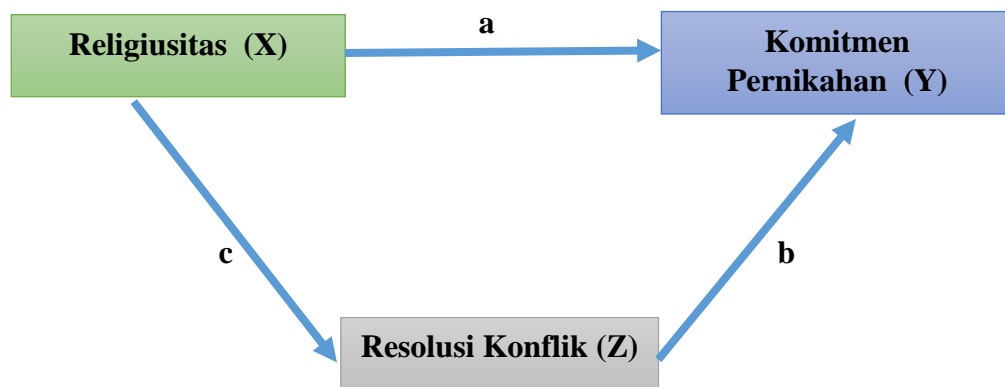 Religiusitas (X)
a
Komitmen
Pernikahan (Y)
c
b
Resolusi Konflik (Z)